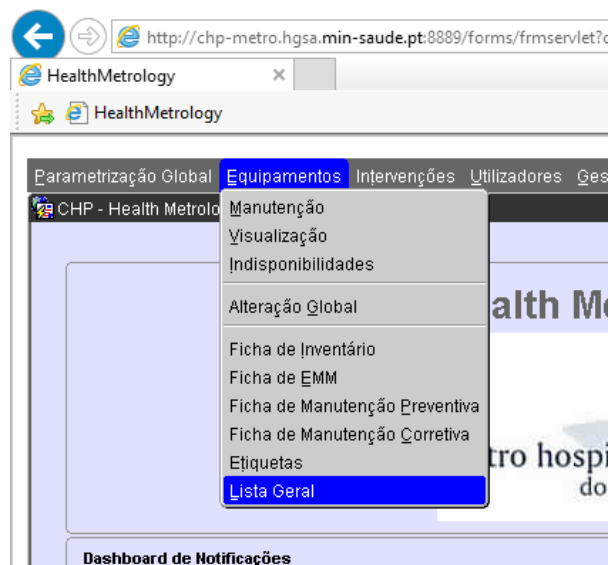 http://chp-metro.hgsa.min-saude.pt:8889/forms/frmservlet?c
HealthMetrology ×
HealthMetrology
Parametrização Global Equipamentos Intervenções Utilizadores Ges
CHP - Health Metrolo
Manutenção
Visualização
Indisponibilidades
Alteração Global
alth Me
Ficha de Inventário
Ficha de EMM
Ficha de Manutenção Preventiva
Ficha de Manutenção Corretiva
Etiquetas
tro hospi
do
Lista Geral
Dashboard de Notificações